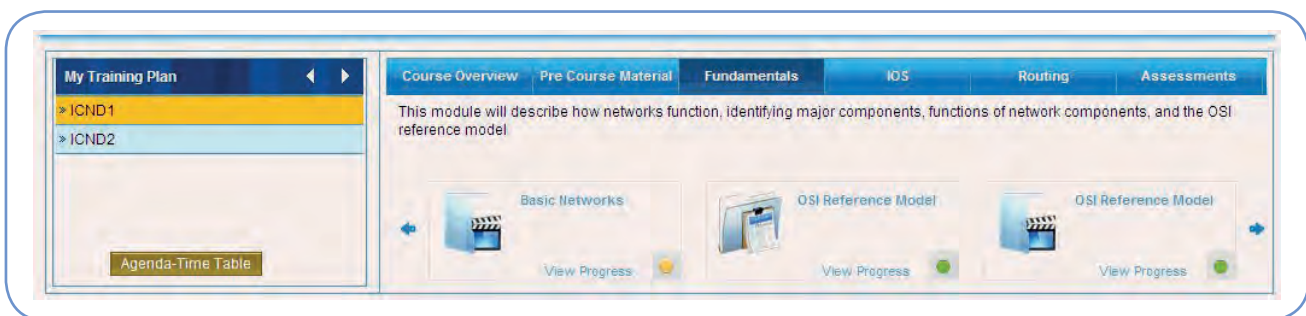 My Training Plan
» ICND1
» ICND2
Agenda-Time Table
Course Overview Pre Course Material Fundamentals IOS Routing Assessments
This module will describe how networks function, identifying major components, functions of network components, and the OSI
reference model
Basic Networks
View Progress
OSI Reference Model
View Progress
OSI Reference Model
View Progress